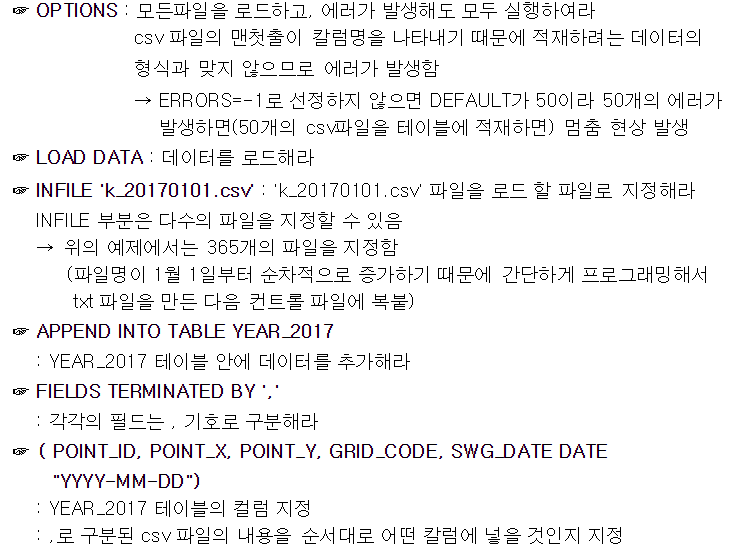 ☞ OPTIONS : 모든파일을 로드하고, 에러가 발생해도 모두 실행하여라
csv 파일의 맨첫출이 칼럼명을 나타내기 때문에 적재하려는 데이터의
형식과 맞지 않으므로 에러가 발생함
→ ERRORS=-1로 선정하지 않으면 DEFAULT가 50이라 50개의 에러가
발생하면(50개의 csv파일을 테이블에 적재하면) 멈춤 현상 발생
☞ LOAD DATA : 데이터를 로드해라
☞ INFILE 'k_20170101.csv' : 'k_20170101.csv' 파일을 로드 할 파일로 지정해라
INFILE 부분은 다수의 파일을 지정할 수 있음
→ 위의 예제에서는 365개의 파일을 지정함
(파일명이 1월 1일부터 순차적으로 증가하기 때문에 간단하게 프로그래밍해서
txt 파일을 만든 다음 컨트롤 파일에 복붙)
☞ APPEND INTO TABLE YEAR_2017
: YEAR_2017 테이블 안에 데이터를 추가해라
☞ FIELDS TERMINATED BY ','
: 각각의 필드는 , 기호로 구분해라
☞ ( POINT_ID, POINT_X, POINT_Y, GRID_CODE, SWG_DATE DATE
"YYYY-MM-DD")
: YEAR_2017 테이블의 컬럼 지정
: ,로 구분된 csv 파일의 내용을 순서대로 어떤 칼럼에 넣을 것인지 지정